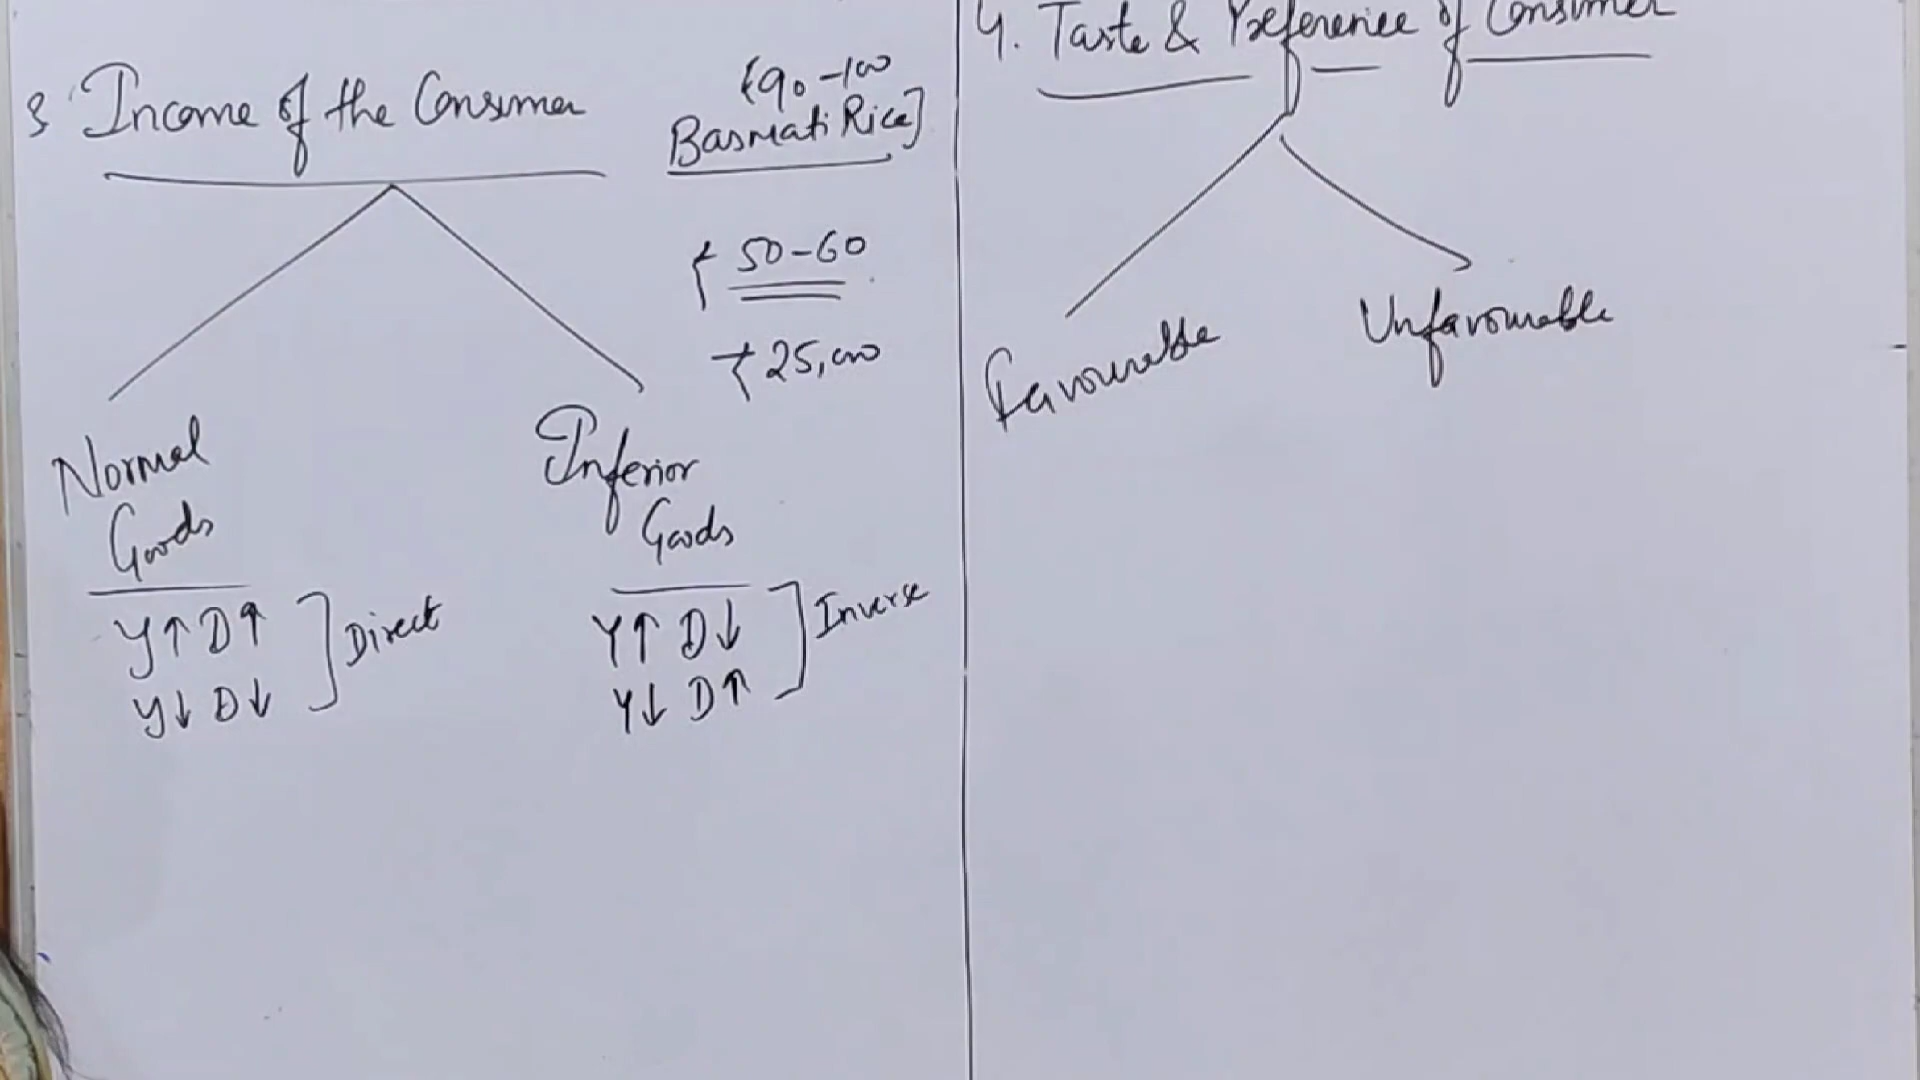 3 Income of the Consumer
₹90-100
Basmati Rice]
₹ 50-60
₹ 25,000
Normal
Goods
Y↑ D↑
Y↓ D↓
] Direct
Inferior
Goods
Y↑ D↓
Y↓ D↑
] Inverse
4. Taste & Preference of Consumer
Favourable
Unfavourable